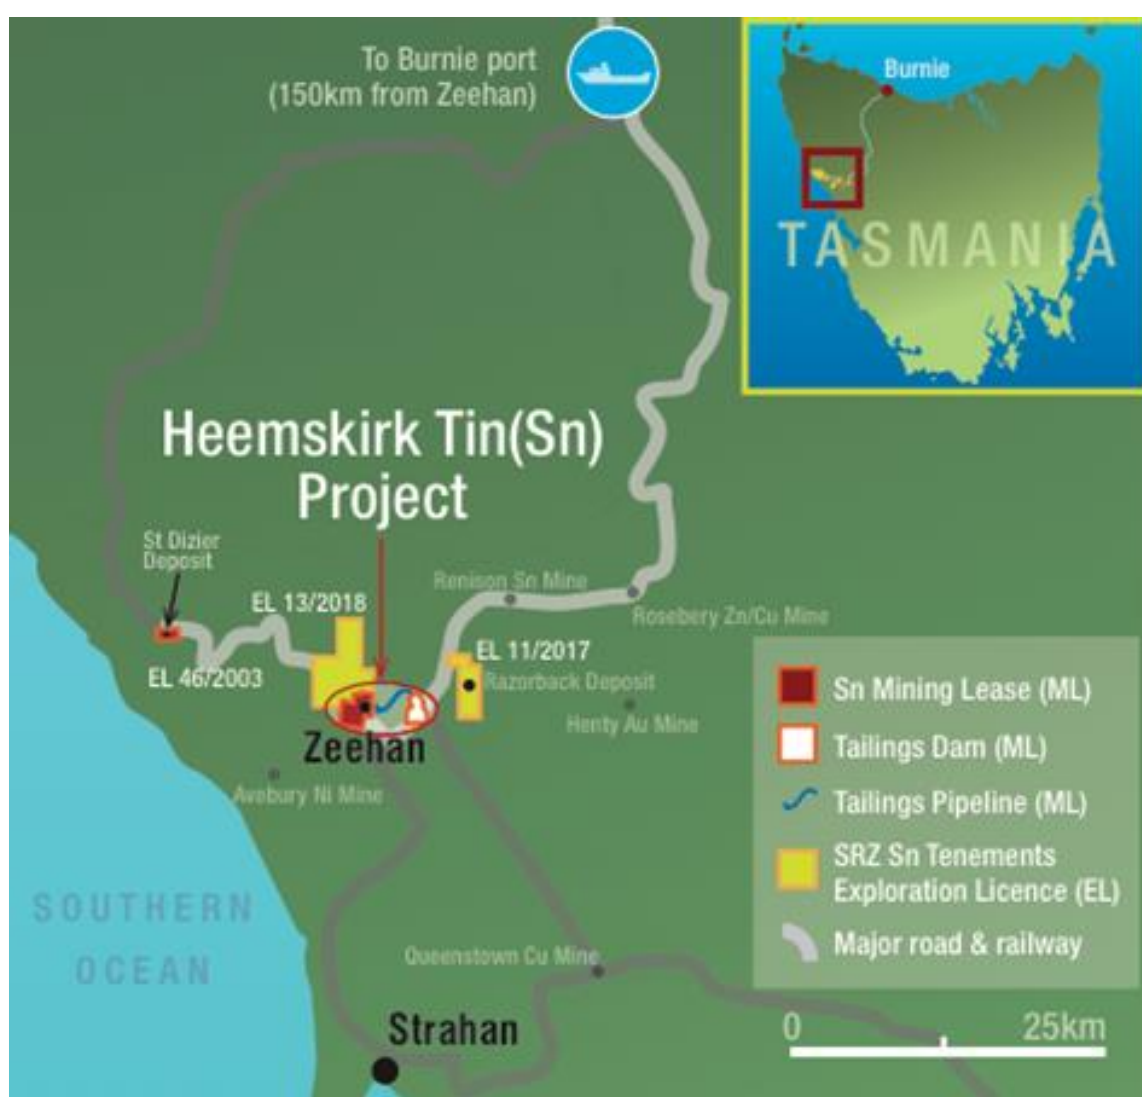 To Burnie port
(150km from Zeehan)
Burnie
TASMANIA
Heemskirk Tin(Sn)
Project
St Dizier
Deposit
EL 13/2018
Renison Sn Mine
Rosebery Zn/Cu Mine
EL 46/2003
EL 11/2017
Razorback Deposit
Henty Au Mine
Zeehan
Avebury Ni Mine
Sn Mining Lease (ML)
Tailings Dam (ML)
Tailings Pipeline (ML)
SRZ Sn Tenements
Exploration Licence (EL)
Major road & railway
SOUTHERN
OCEAN
Queenstown Cu Mine
Strahan
0 25km